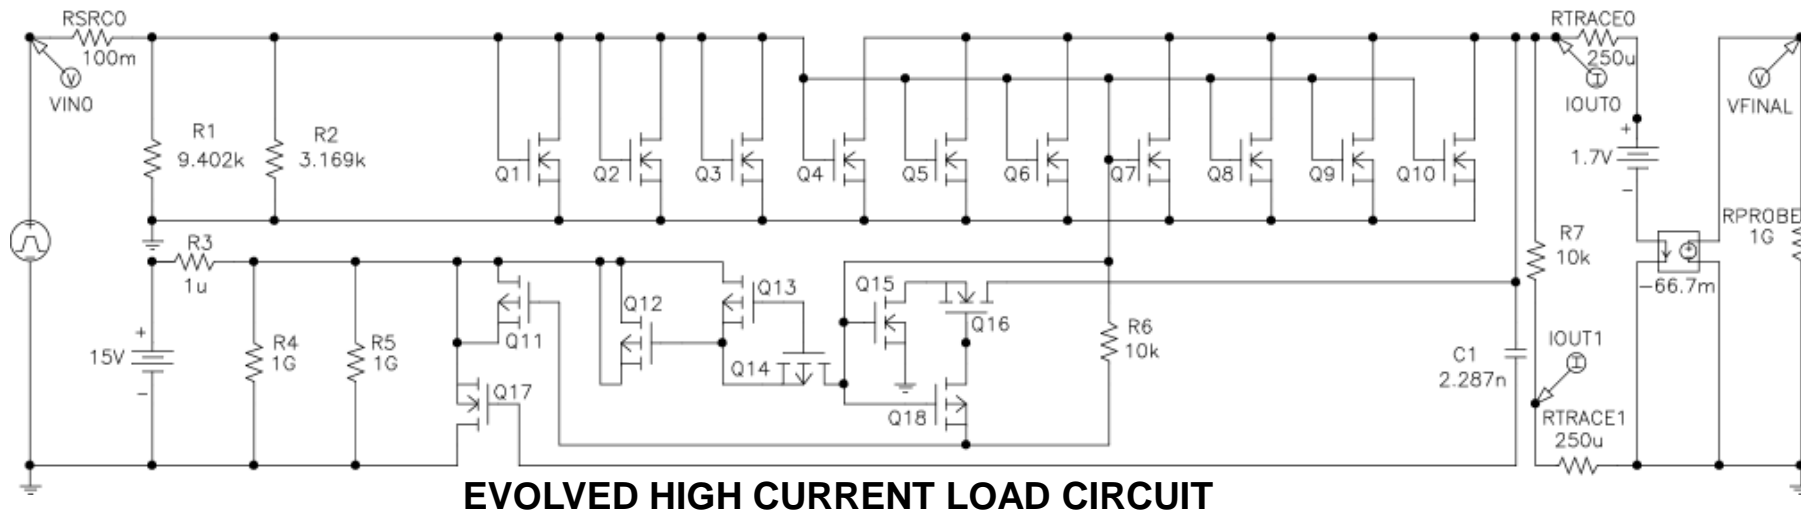 RSRC0
100m
VIN0
R1
9.402k
R2
3.169k
Q1
Q2
Q3
Q4
Q5
Q6
Q7
Q8
Q9
Q10
RTRACE0
250u
I
IOUT0
V
VFINAL
V
+
1.7V
-
RPROBE
1G
-66.7m
R7
10k
+
R3
1u
+
15V
-
R4
1G
R5
1G
Q11
Q12
Q13
Q14
Q15
Q16
Q17
Q18
R6
10k
C1
2.287n
IOUT1
I
RTRACE1
250u
+
EVOLVED HIGH CURRENT LOAD CIRCUIT